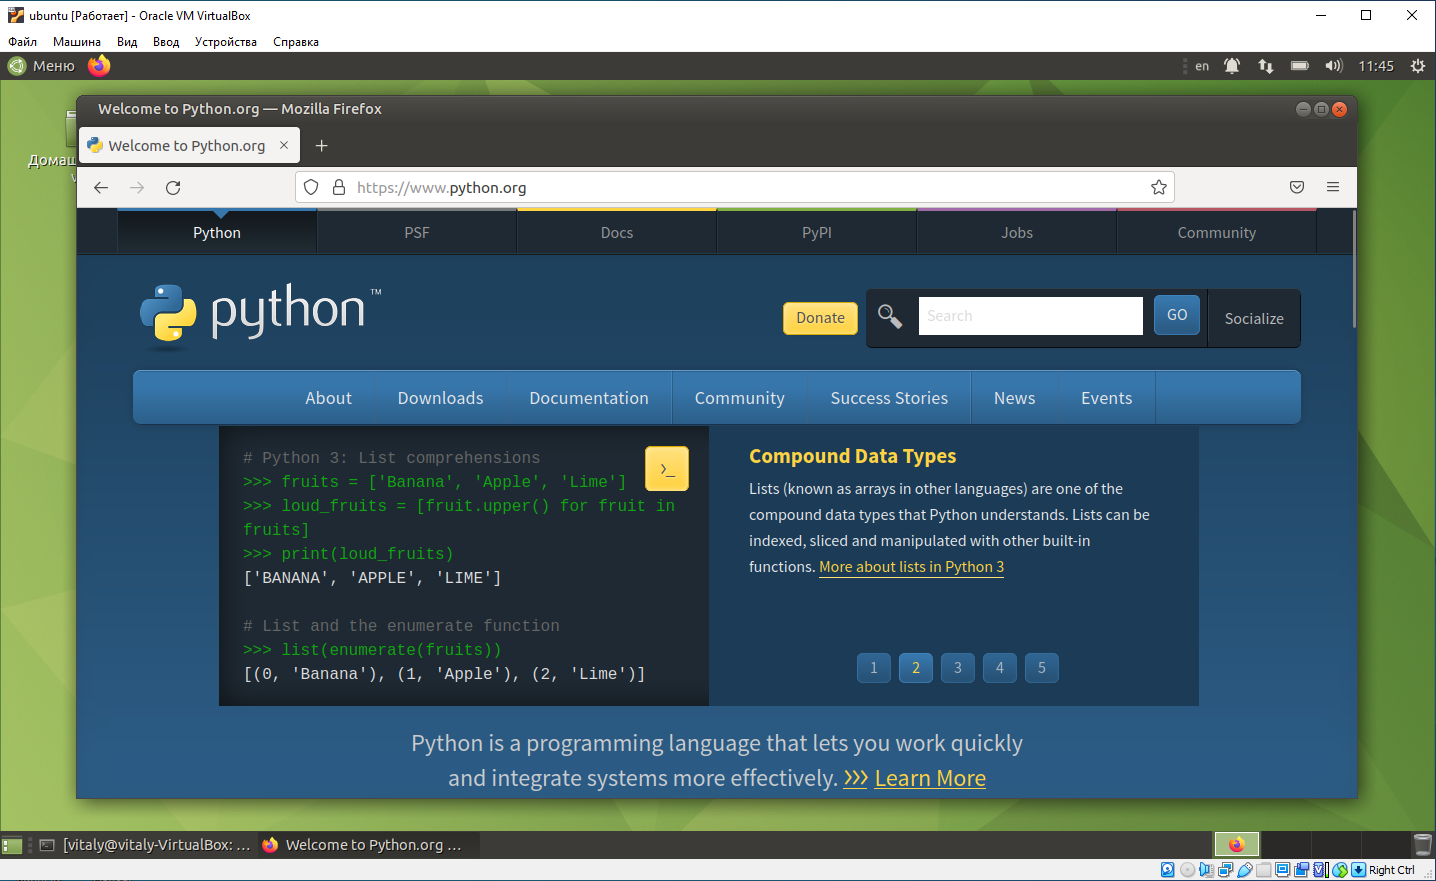 ubuntu [Работает] - Oracle VM VirtualBox
Файл Машина Вид Ввод Устройства Справка
Меню en 11:45
Домаш
Welcome to Python.org — Mozilla Firefox
Welcome to Python.org
https://www.python.org
Python PSF Docs PyPI Jobs Community
python™
Donate Search GO Socialize
About Downloads Documentation Community Success Stories News Events
# Python 3: List comprehensions
>>> fruits = ['Banana', 'Apple', 'Lime']
>>> loud_fruits = [fruit.upper() for fruit in
fruits]
>>> print(loud_fruits)
['BANANA', 'APPLE', 'LIME']
# List and the enumerate function
>>> list(enumerate(fruits))
[(0, 'Banana'), (1, 'Apple'), (2, 'Lime')]
>_
Compound Data Types
Lists (known as arrays in other languages) are one of the
compound data types that Python understands. Lists can be
indexed, sliced and manipulated with other built-in
functions. More about lists in Python 3
1 2 3 4 5
Python is a programming language that lets you work quickly
and integrate systems more effectively. >>> Learn More
[vitaly@vitaly-VirtualBox: ... Welcome to Python.org ...
Right Ctrl